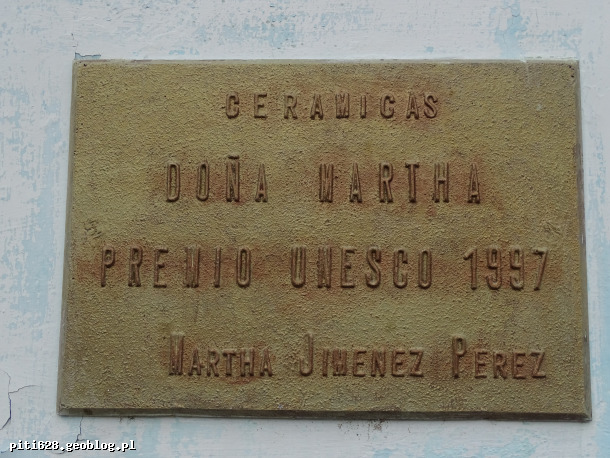 CERAMICAS
DOÑA MARTHA
PREMIO UNESCO 1997
MARTHA JIMENEZ PEREZ
piti628.geoblog.pl